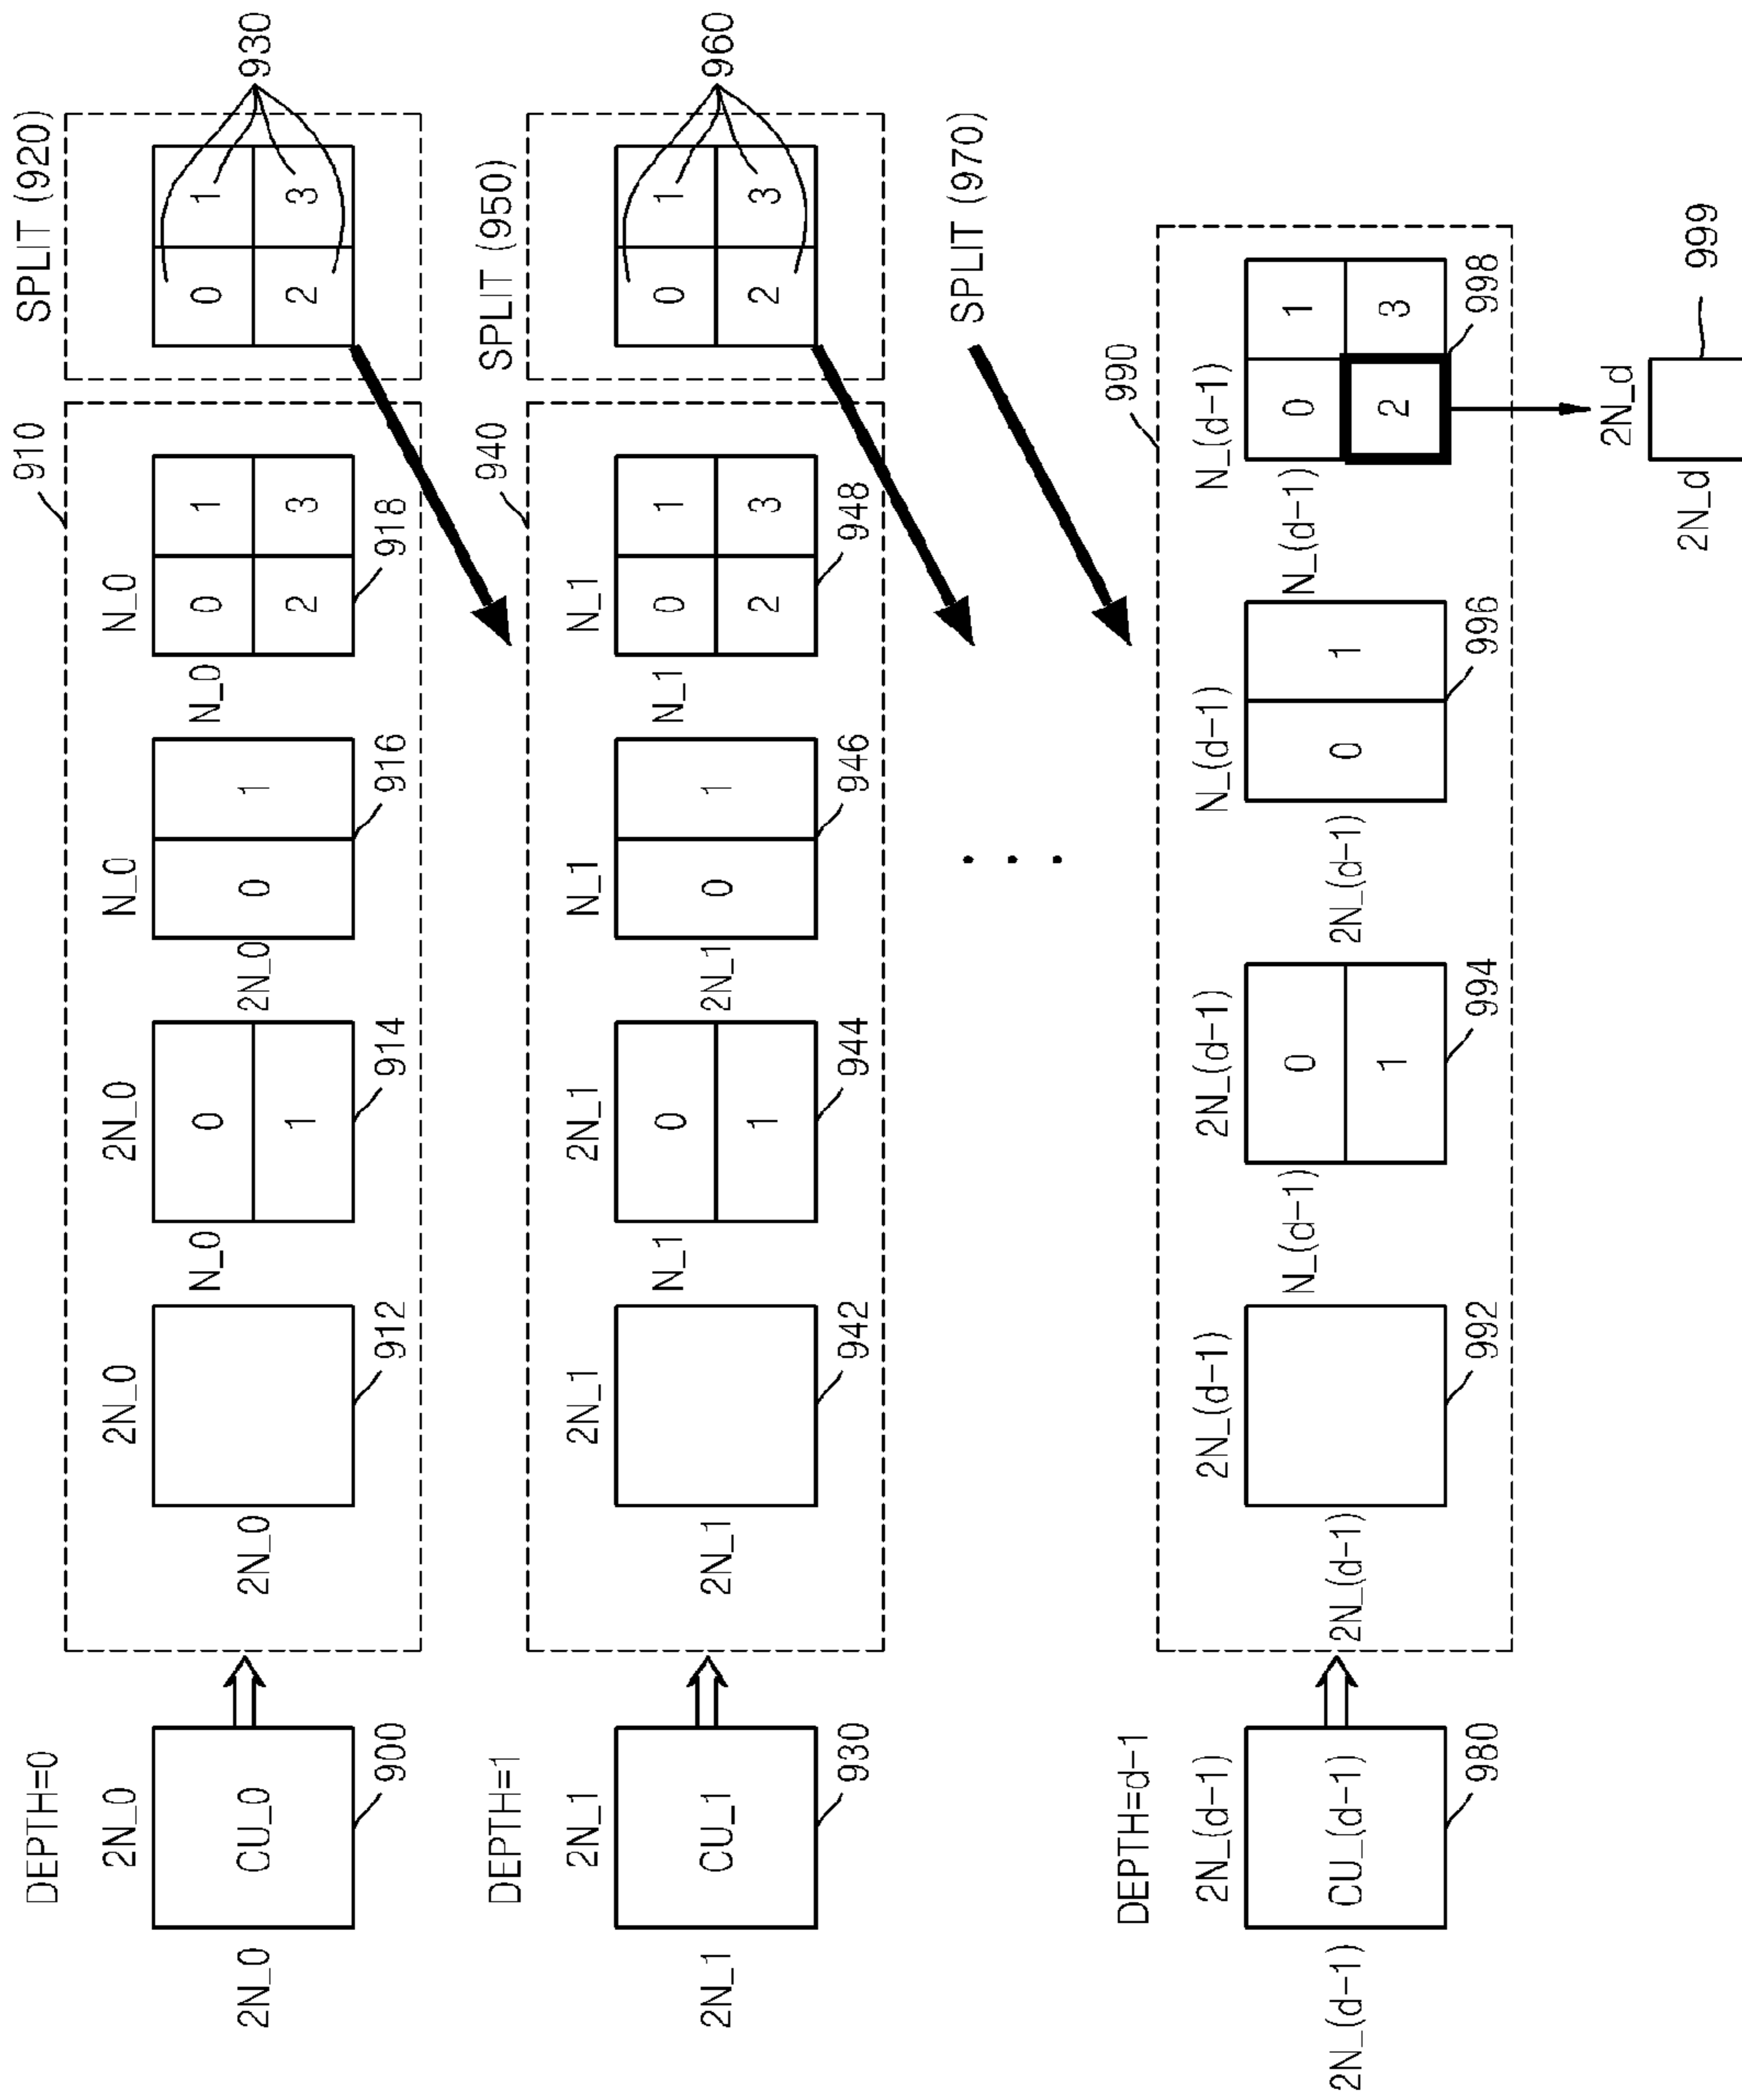 DEPTH=0
2N_0
2N_0
CU_0
900
910
2N_0
2N_0
912
2N_0
N_0
0
1
914
N_0
2N_0
0
1
916
N_0
N_0
0
1
2
3
918
SPLIT (920)
0
1
2
3
930
DEPTH=1
2N_1
2N_1
CU_1
930
940
2N_1
2N_1
942
2N_1
N_1
0
1
944
N_1
2N_1
0
1
946
N_1
N_1
0
1
2
3
948
SPLIT (950)
0
1
2
3
960
SPLIT (970)
DEPTH=d-1
2N_(d-1)
2N_(d-1)
CU_(d-1)
980
990
2N_(d-1)
2N_(d-1)
992
2N_(d-1)
N_(d-1)
0
1
994
N_(d-1)
2N_(d-1)
0
1
996
N_(d-1)
N_(d-1)
0
1
2
3
998
2N_d
2N_d
999